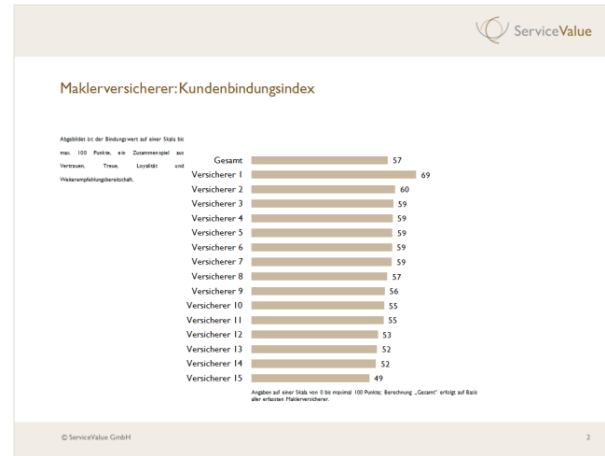 ServiceValue
Maklerversicherer: Kundenbindungsindex
Abgebildet ist der Bindungswert auf einer Skala bis
max. 100 Punkte, ein Zusammenspiel aus
Vertrauen, Treue, Loyalität und
Weiterempfehlungsbereitschaft.
Gesamt 57
Versicherer 1 69
Versicherer 2 60
Versicherer 3 59
Versicherer 4 59
Versicherer 5 59
Versicherer 6 59
Versicherer 7 59
Versicherer 8 57
Versicherer 9 56
Versicherer 10 55
Versicherer 11 55
Versicherer 12 53
Versicherer 13 52
Versicherer 14 52
Versicherer 15 49
Angaben auf einer Skala von 0 bis maximal 100 Punkte; Berechnung „Gesamt" erfolgt auf Basis
aller erfassten Maklerversicherer.
© ServiceValue GmbH 2